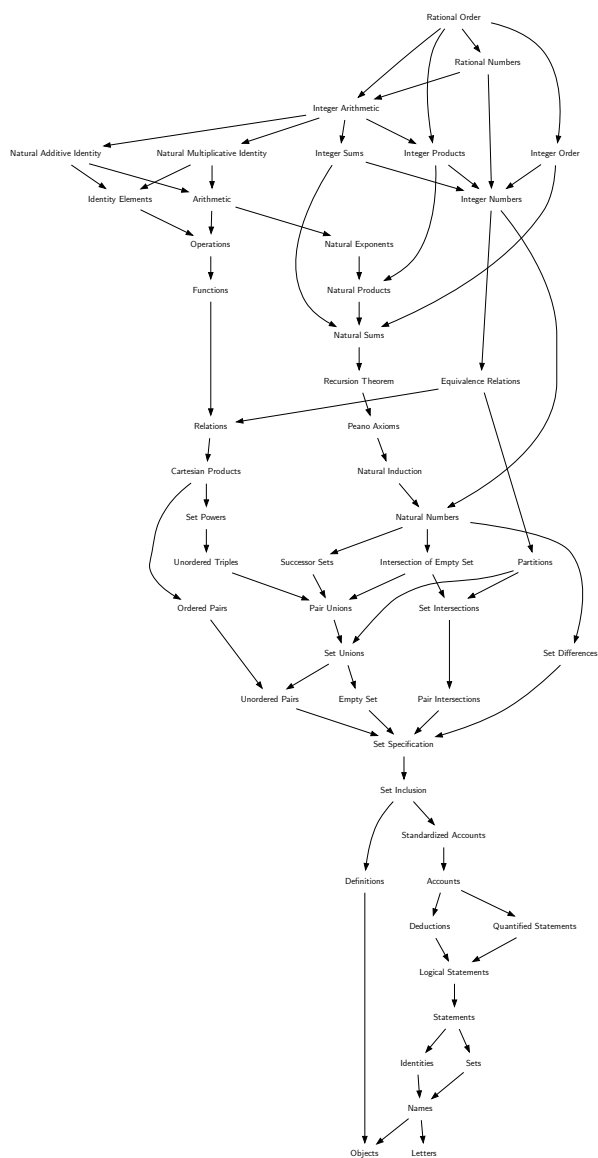 Rational Order
Rational Numbers
Integer Arithmetic
Natural Additive Identity
Natural Multiplicative Identity
Integer Sums
Integer Products
Integer Order
Identity Elements
Arithmetic
Integer Numbers
Operations
Natural Exponents
Functions
Natural Products
Natural Sums
Recursion Theorem
Equivalence Relations
Relations
Peano Axioms
Cartesian Products
Natural Induction
Set Powers
Natural Numbers
Unordered Triples
Successor Sets
Intersection of Empty Set
Partitions
Ordered Pairs
Pair Unions
Set Intersections
Set Unions
Set Differences
Unordered Pairs
Empty Set
Pair Intersections
Set Specification
Set Inclusion
Standardized Accounts
Definitions
Accounts
Deductions
Quantified Statements
Logical Statements
Statements
Identities
Sets
Names
Objects
Letters